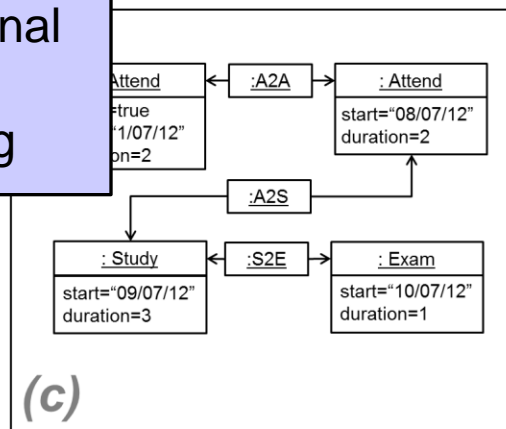 nal
g
Attend
=true
"1/07/12”
on=2
:A2A
: Attend
start=“08/07/12”
duration=2
:A2S
: Study
start=“09/07/12”
duration=3
:S2E
: Exam
start=“10/07/12”
duration=1
(c)